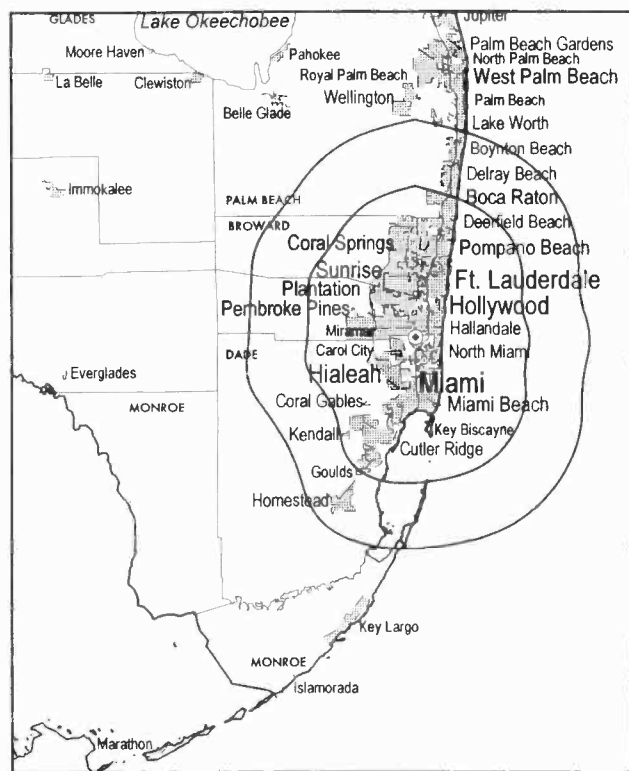 GLADES
Lake Okeechobee
Jupiter
Moore Haven
Pahokee
Palm Beach Gardens
North Palm Beach
La Belle
Clewiston
Royal Palm Beach
West Palm Beach
Wellington
Palm Beach
Belle Glade
Lake Worth
Boynton Beach
Delray Beach
Immokalee
PALM BEACH
Boca Raton
BROWARD
Deerfield Beach
Coral Springs
Pompano Beach
Sunrise
Ft. Lauderdale
Plantation
Pembroke Pines
Hollywood
Miramar
Hallandale
DADE
Carol City
North Miami
Everglades
Hialeah
Miami
MONROE
Coral Gables
Miami Beach
Kendall
Key Biscayne
Cutler Ridge
Goulds
Homestead
Key Largo
MONROE
Islamorada
Marathon